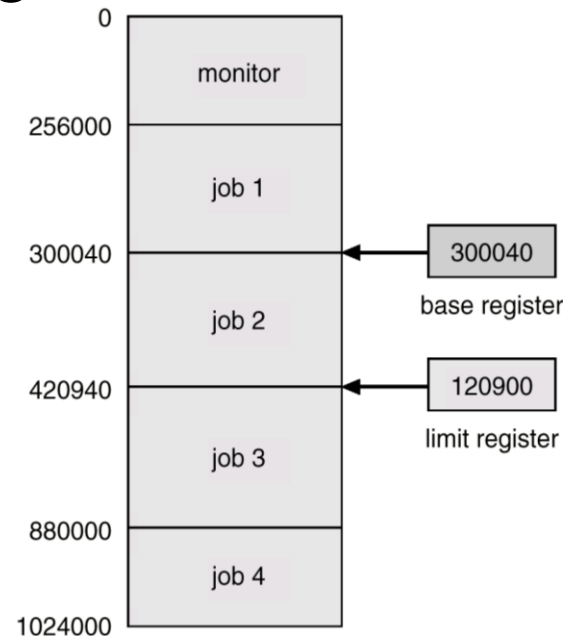 0
monitor
256000
job 1
300040
300040
base register
job 2
420940
120900
limit register
job 3
880000
job 4
1024000